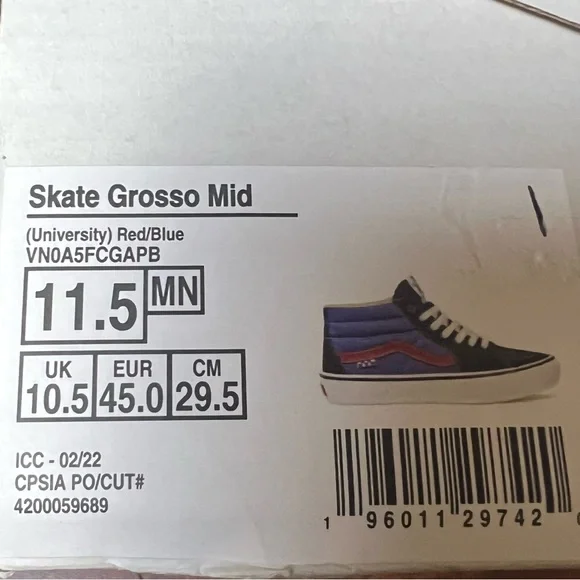 Skate Grosso Mid
(University) Red/Blue
VN0A5FCGAPB
11.5 MN
UK EUR CM
10.5 45.0 29.5
ICC - 02/22
CPSIA PO/CUT#
4200059689
1 96011 29742